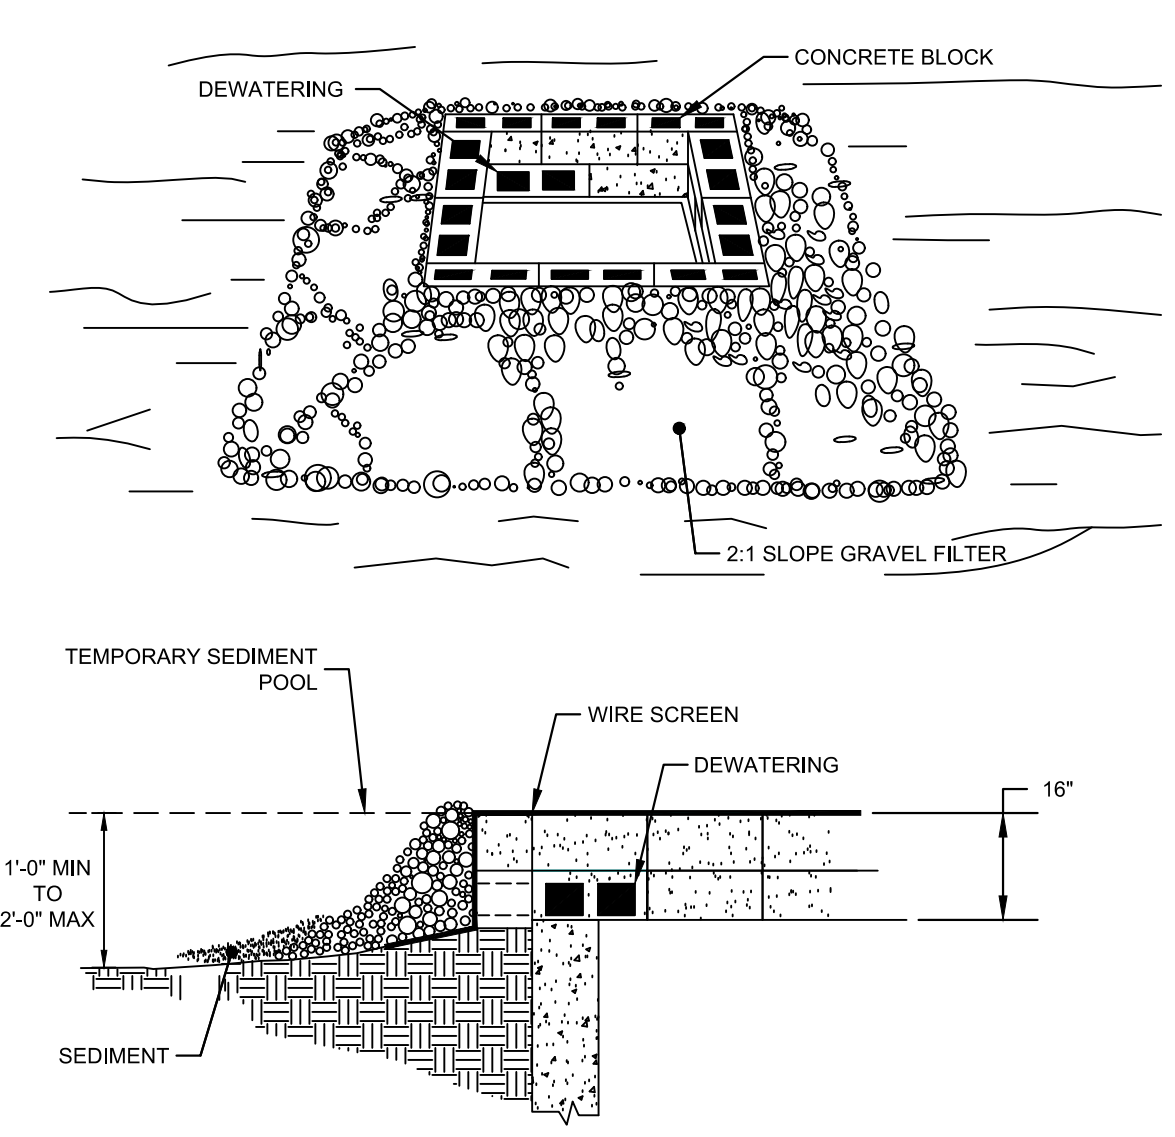 CONCRETE BLOCK
DEWATERING
2:1 SLOPE GRAVEL FILTER
TEMPORARY SEDIMENT
POOL
WIRE SCREEN
DEWATERING
16"
1'-0" MIN
TO
2'-0" MAX
SEDIMENT